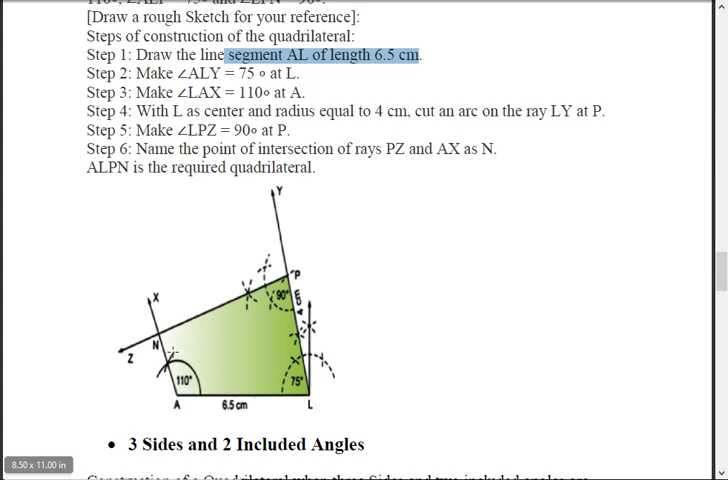 [Draw a rough Sketch for your reference]:
Steps of construction of the quadrilateral:
Step 1: Draw the line segment AL of length 6.5 cm.
Step 2: Make ∠ALY = 75 ∘ at L.
Step 3: Make ∠LAX = 110∘ at A.
Step 4: With L as center and radius equal to 4 cm, cut an arc on the ray LY at P.
Step 5: Make ∠LPZ = 90∘ at P.
Step 6: Name the point of intersection of rays PZ and AX as N.
ALPN is the required quadrilateral.
Y
P
90°
4 cm
X
N
Z
110°
75°
A
6.5 cm
L
• 3 Sides and 2 Included Angles
8.50 x 11.00 in